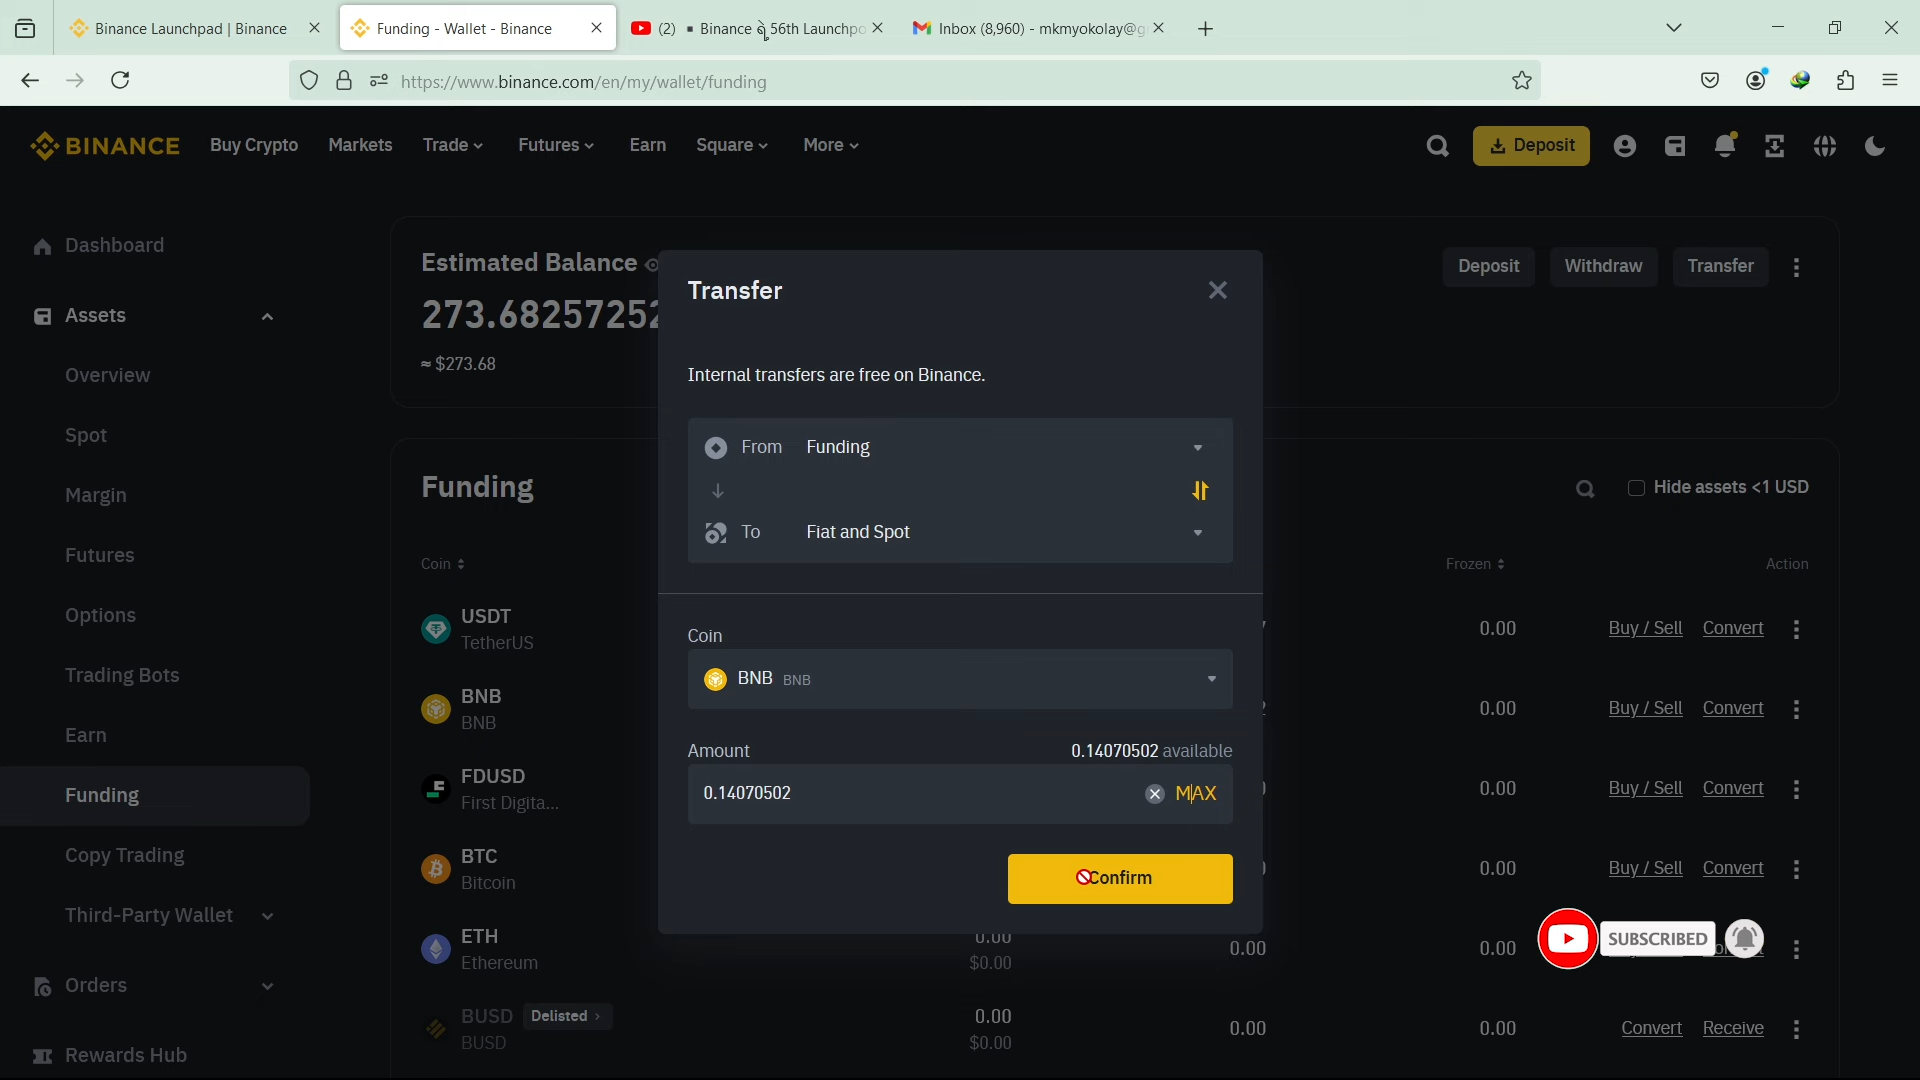 Binance Launchpad | Binance
Funding - Wallet - Binance
(2) ▪ Binance ၏ 56th Launchpo
Inbox (8,960) - mkmyokolay@g
https://www.binance.com/en/my/wallet/funding
BINANCE
Buy Crypto
Markets
Trade
Futures
Earn
Square
More
Deposit
Dashboard
Assets
Overview
Spot
Margin
Futures
Options
Trading Bots
Earn
Funding
Copy Trading
Third-Party Wallet
Orders
Rewards Hub
Estimated Balance
273.68257252
≈ $273.68
Deposit
Withdraw
Transfer
Funding
Hide assets <1 USD
Coin
Frozen
Action
USDT
TetherUS
0.00
Buy / Sell
Convert
BNB
BNB
0.00
Buy / Sell
Convert
FDUSD
First Digita...
0.00
Buy / Sell
Convert
BTC
Bitcoin
0.00
Buy / Sell
Convert
ETH
Ethereum
0.00
$0.00
0.00
0.00
BUSD
Delisted >
BUSD
0.00
$0.00
0.00
0.00
Convert
Receive
Transfer
Internal transfers are free on Binance.
From
Funding
To
Fiat and Spot
Coin
BNB BNB
Amount
0.14070502 available
0.14070502
MAX
Confirm
SUBSCRIBED